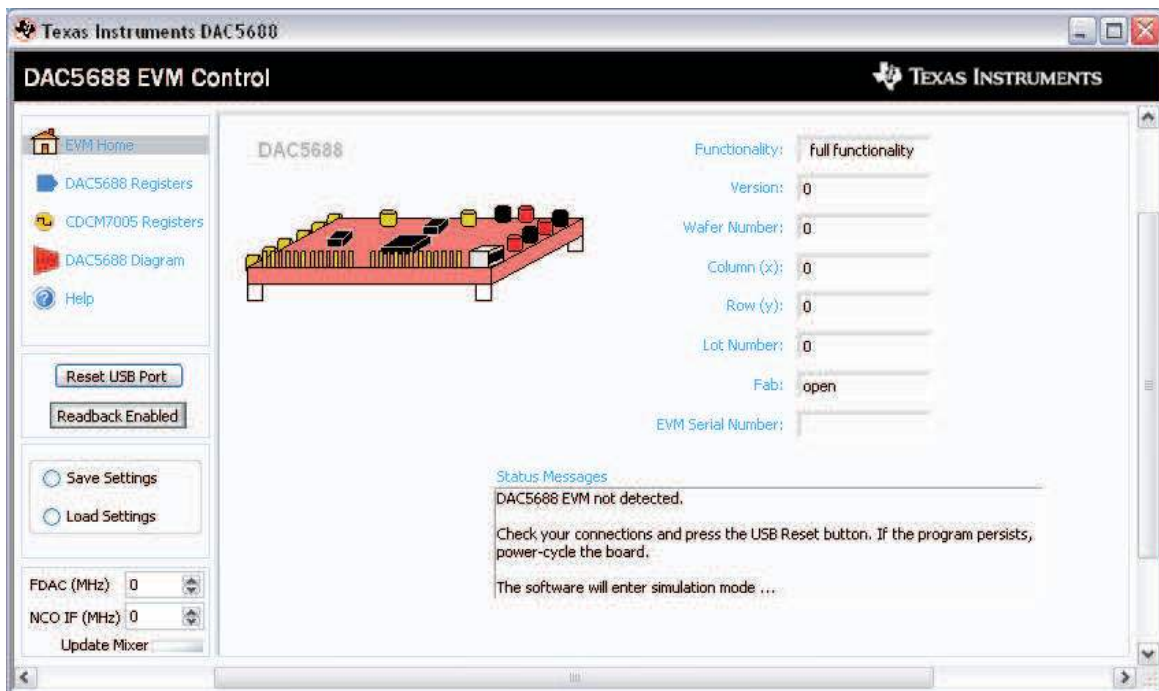 Texas Instruments DAC5688
DAC5688 EVM Control
TEXAS INSTRUMENTS
EVM Home
DAC5688 Registers
CDCM7005 Registers
DAC5688 Diagram
Help
Reset USB Port
Readback Enabled
Save Settings
Load Settings
FDAC (MHz) 0
NCO IF (MHz) 0
Update Mixer
DAC5688
Functionality: full functionality
Version: 0
Wafer Number: 0
Column (x): 0
Row (y): 0
Lot Number: 0
Fab: open
EVM Serial Number:
Status Messages
DAC5688 EVM not detected.
Check your connections and press the USB Reset button. If the program persists,
power-cycle the board.
The software will enter simulation mode ...